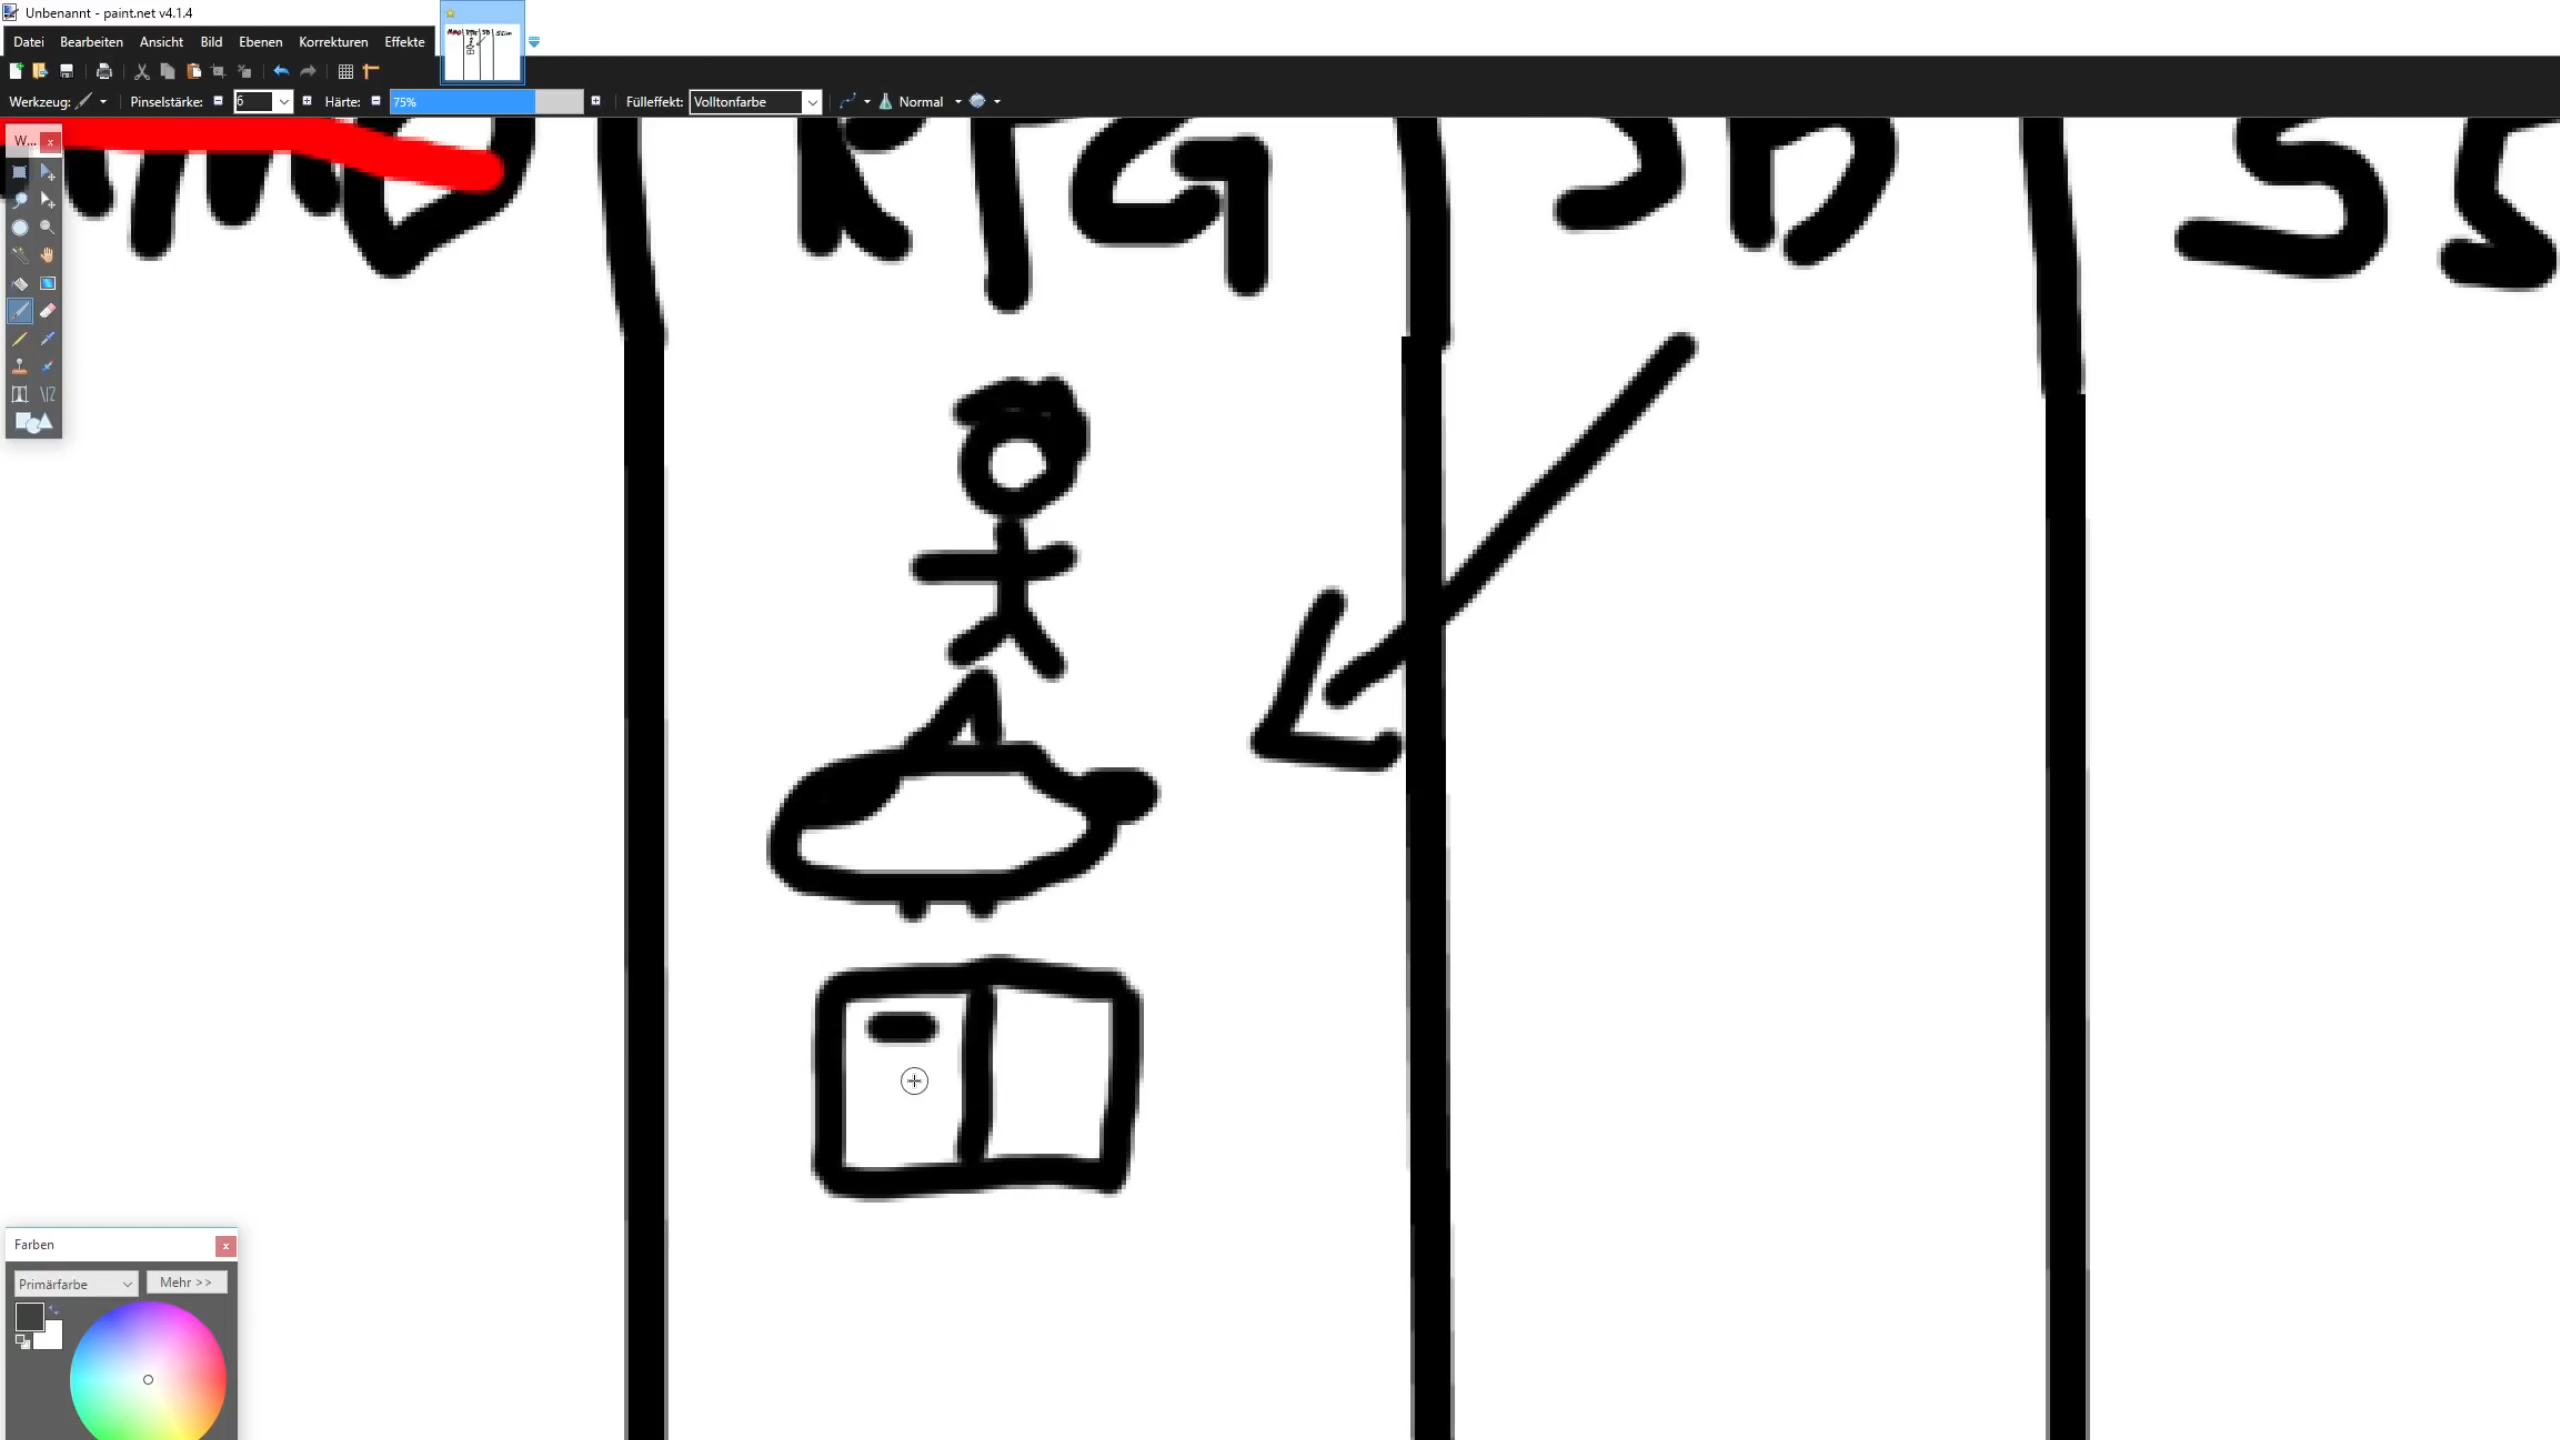 Unbenannt - paint.net v4.1.4
Datei Bearbeiten Ansicht Bild Ebenen Korrekturen Effekte
Werkzeug: Pinselstärke: 6 Härte: 75% Fülleffekt: Volltonfarbe Normal
W...
RPG
Farben
Primärfarbe Mehr >>